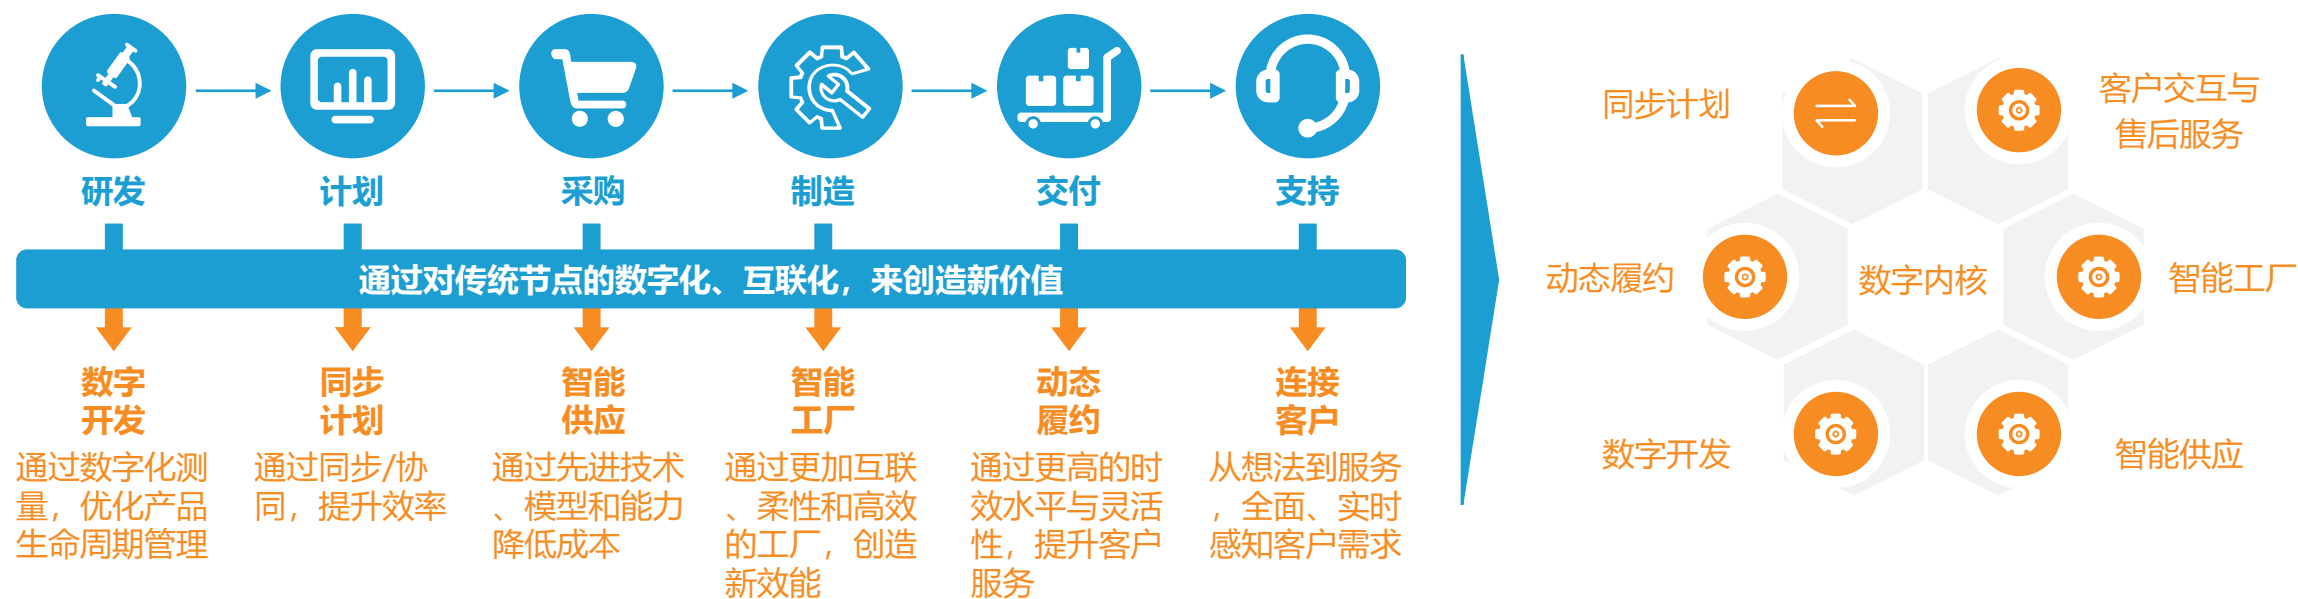 研发
计划
采购
制造
交付
支持
通过对传统节点的数字化、互联化，来创造新价值
数字
开发
通过数字化测
量，优化产品
生命周期管理
同步
计划
通过同步/协
同，提升效率
智能
供应
通过先进技术
、模型和能力
降低成本
智能
工厂
通过更加互联
、柔性和高效
的工厂，创造
新效能
动态
履约
通过更高的时
效水平与灵活
性，提升客户
服务
连接
客户
从想法到服务
，全面、实时
感知客户需求
同步计划
客户交互与
售后服务
动态履约
数字内核
智能工厂
数字开发
智能供应